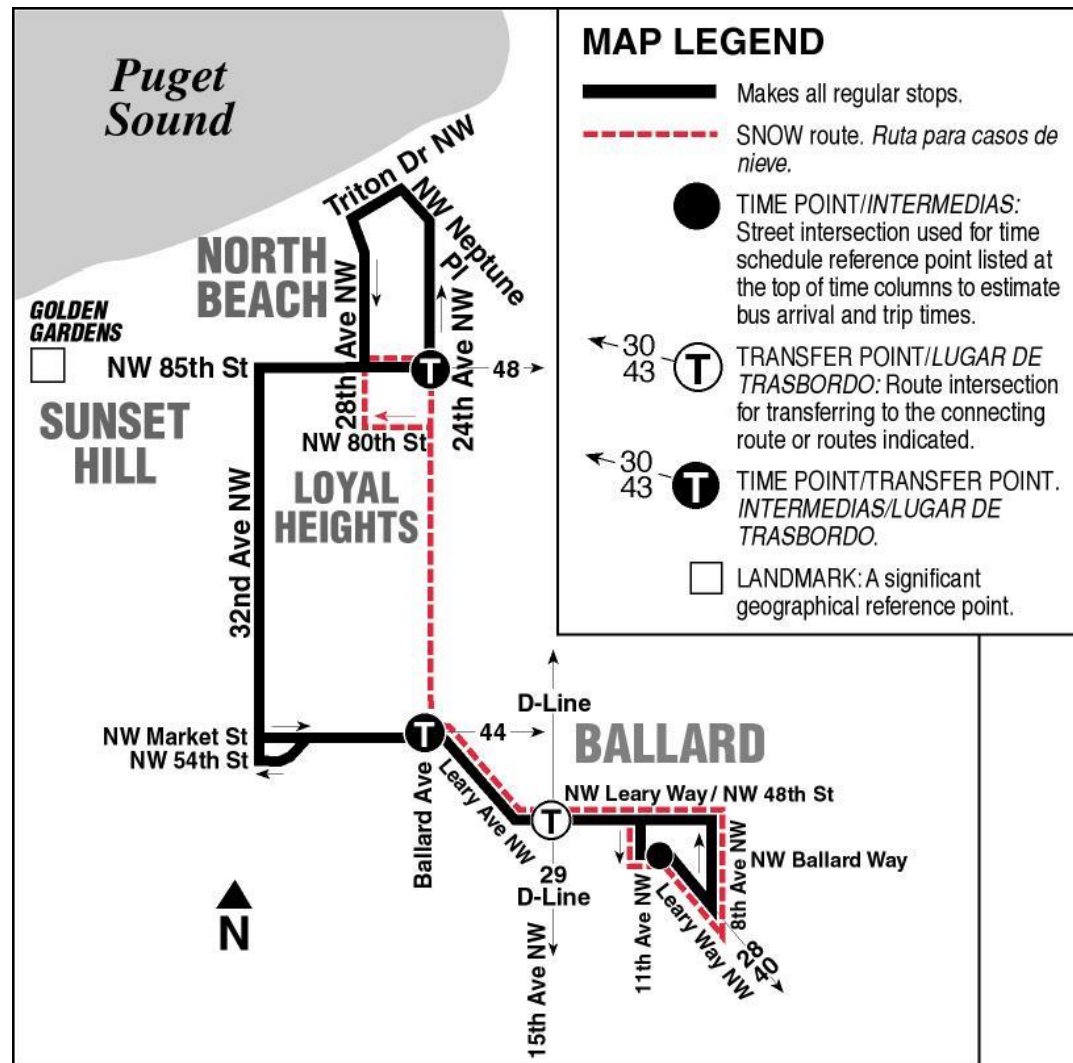 Puget
Sound
MAP LEGEND
Makes all regular stops.
SNOW route. Ruta para casos de
nieve.
TIME POINT/INTERMEDIAS:
Street intersection used for time
schedule reference point listed at
the top of time columns to estimate
bus arrival and trip times.
30
43
T
TRANSFER POINT/LUGAR DE
TRASBORDO: Route intersection
for transferring to the connecting
route or routes indicated.
30
43
T
TIME POINT/TRANSFER POINT.
INTERMEDIAS/LUGAR DE
TRASBORDO.
LANDMARK: A significant
geographical reference point.
Triton Dr NW
NW Neptune
Pl
NORTH
BEACH
28th Ave NW
24th Ave NW
GOLDEN
GARDENS
NW 85th St
T
48
SUNSET
HILL
NW 80th St
LOYAL
HEIGHTS
32nd Ave NW
D-Line
NW Market St
T
44
BALLARD
NW 54th St
Ballard Ave
Leary Ave NW
NW Leary Way / NW 48th St
T
29
D-Line
15th Ave NW
11th Ave NW
Leary Way NW
8th Ave NW
NW Ballard Way
28
40
N